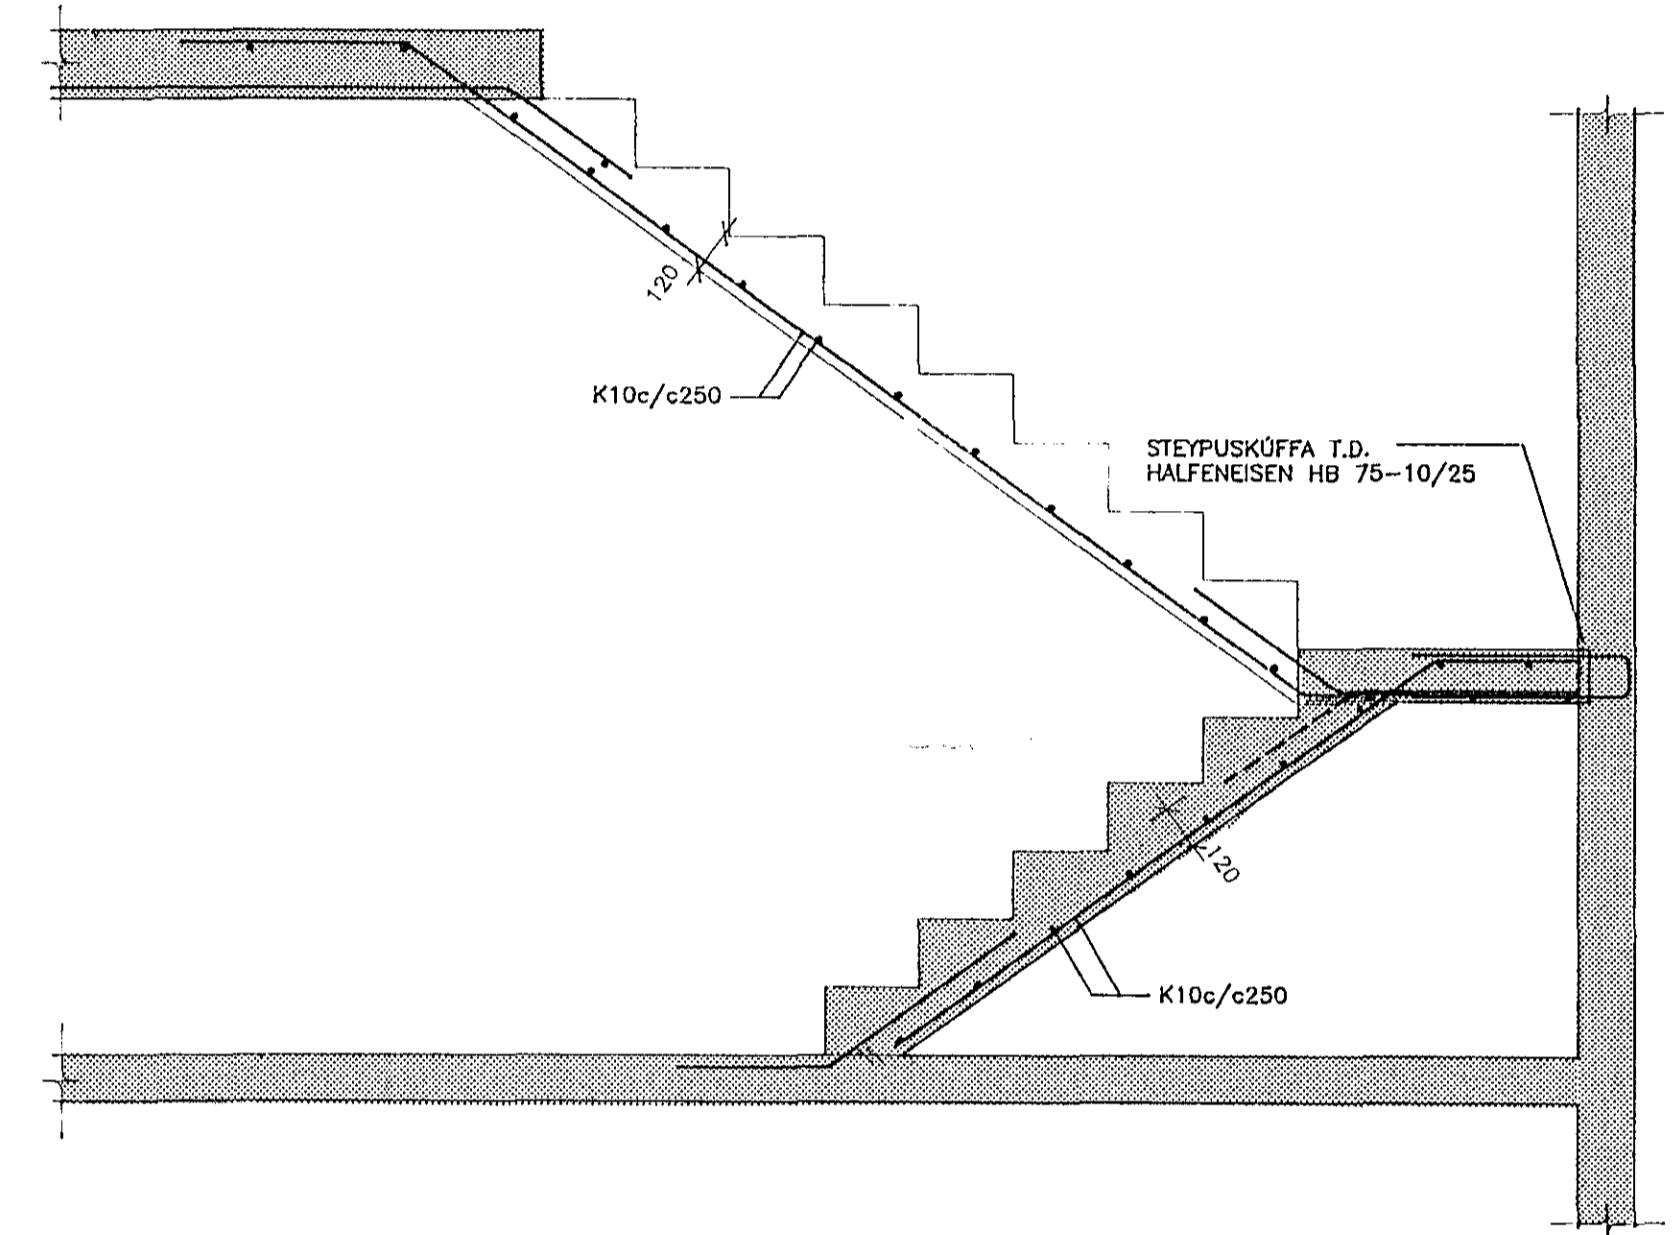 120
K10c/c250
STEYPUSKÚFFA T.D.
HALFENEISEN HB 75-10/25
120
K10c/c250